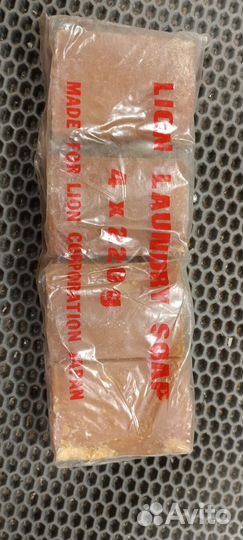 LION LAUNDRY SOAP
4 x 220g
MADE FOR LION CORPORATION JAPAN
Avito